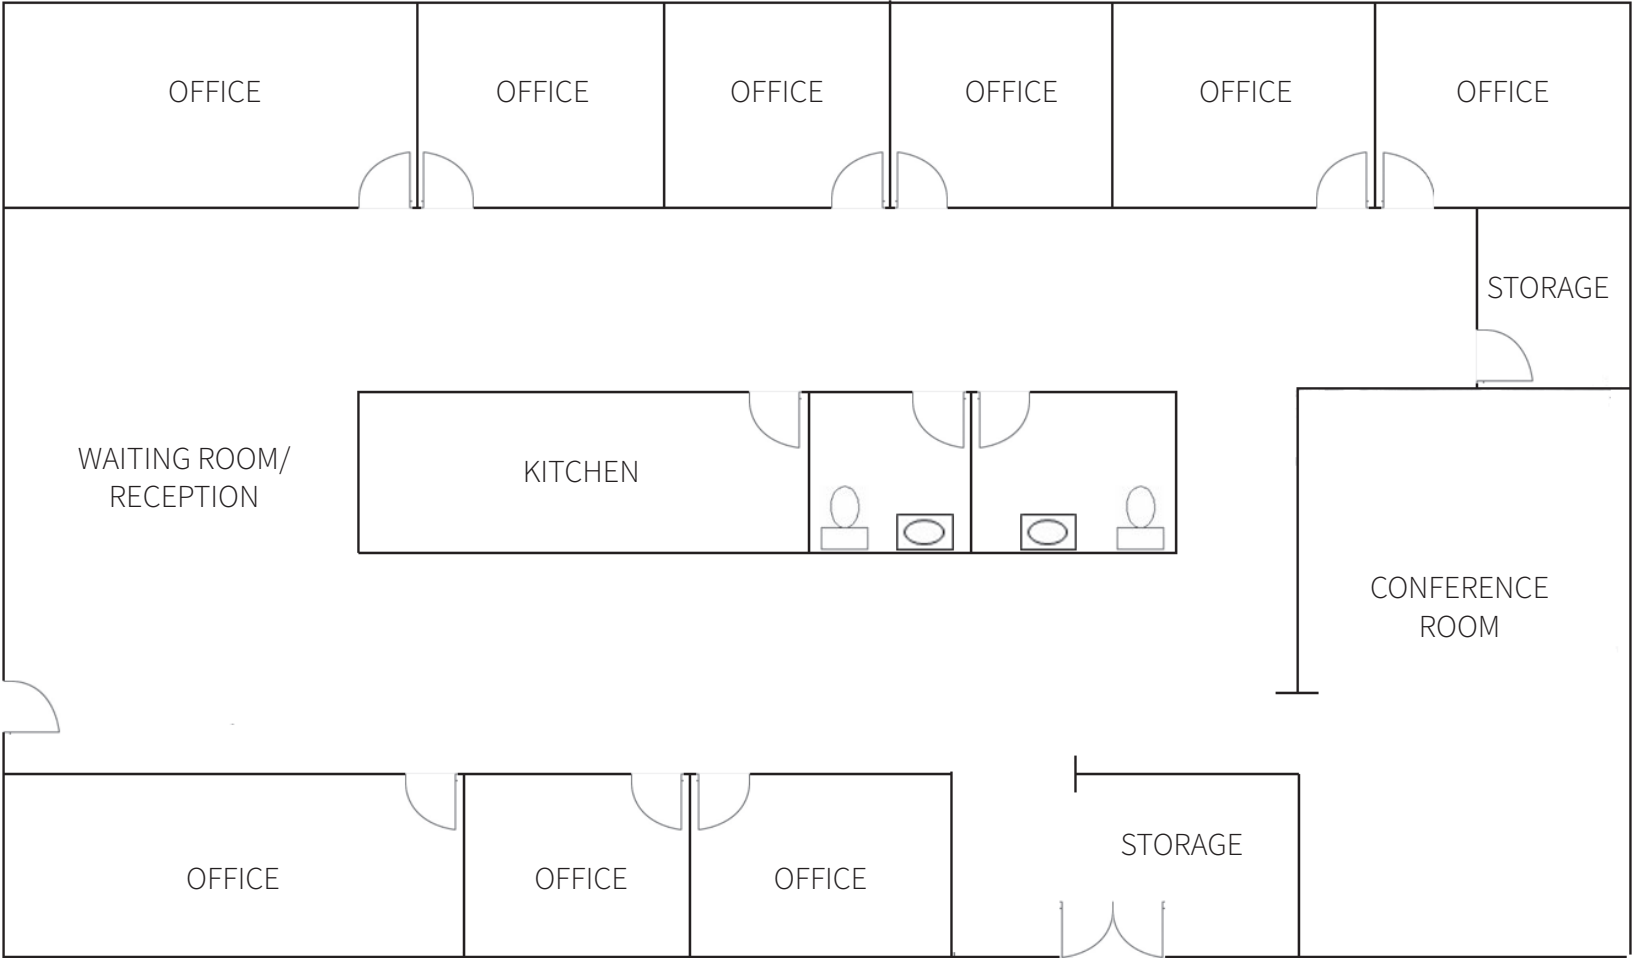 OFFICE
OFFICE
OFFICE
OFFICE
OFFICE
OFFICE
STORAGE
WAITING ROOM/
RECEPTION
KITCHEN
CONFERENCE
ROOM
STORAGE
OFFICE
OFFICE
OFFICE